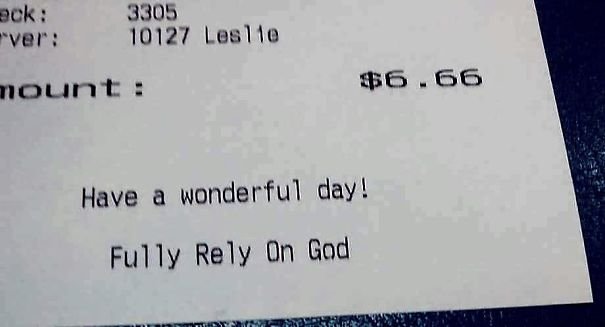 eck: 3305
rver: 10127 Leslie
mount: $6.66
Have a wonderful day!
Fully Rely On God